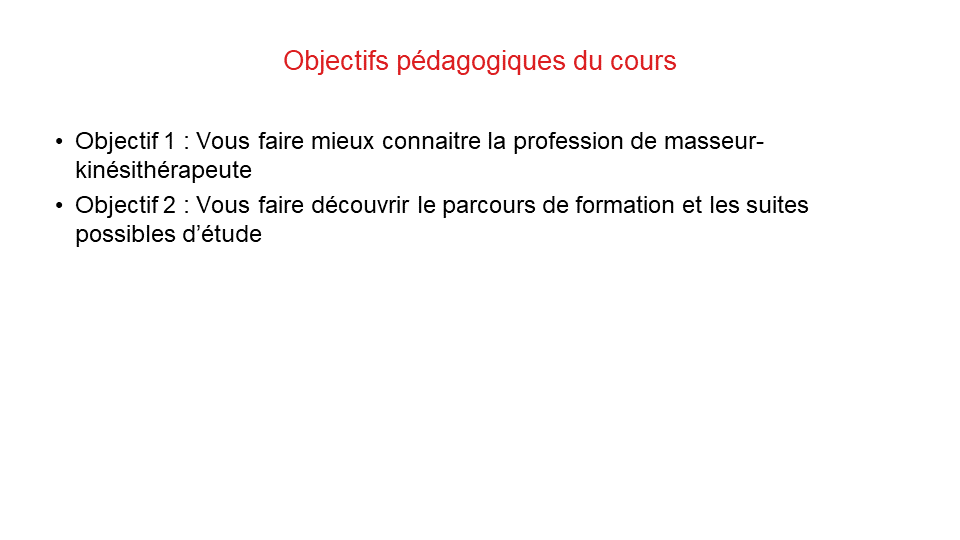 Objectifs pédagogiques du cours
• Objectif 1 : Vous faire mieux connaitre la profession de masseur-
kinésithérapeute
• Objectif 2 : Vous faire découvrir le parcours de formation et les suites
possibles d’étude